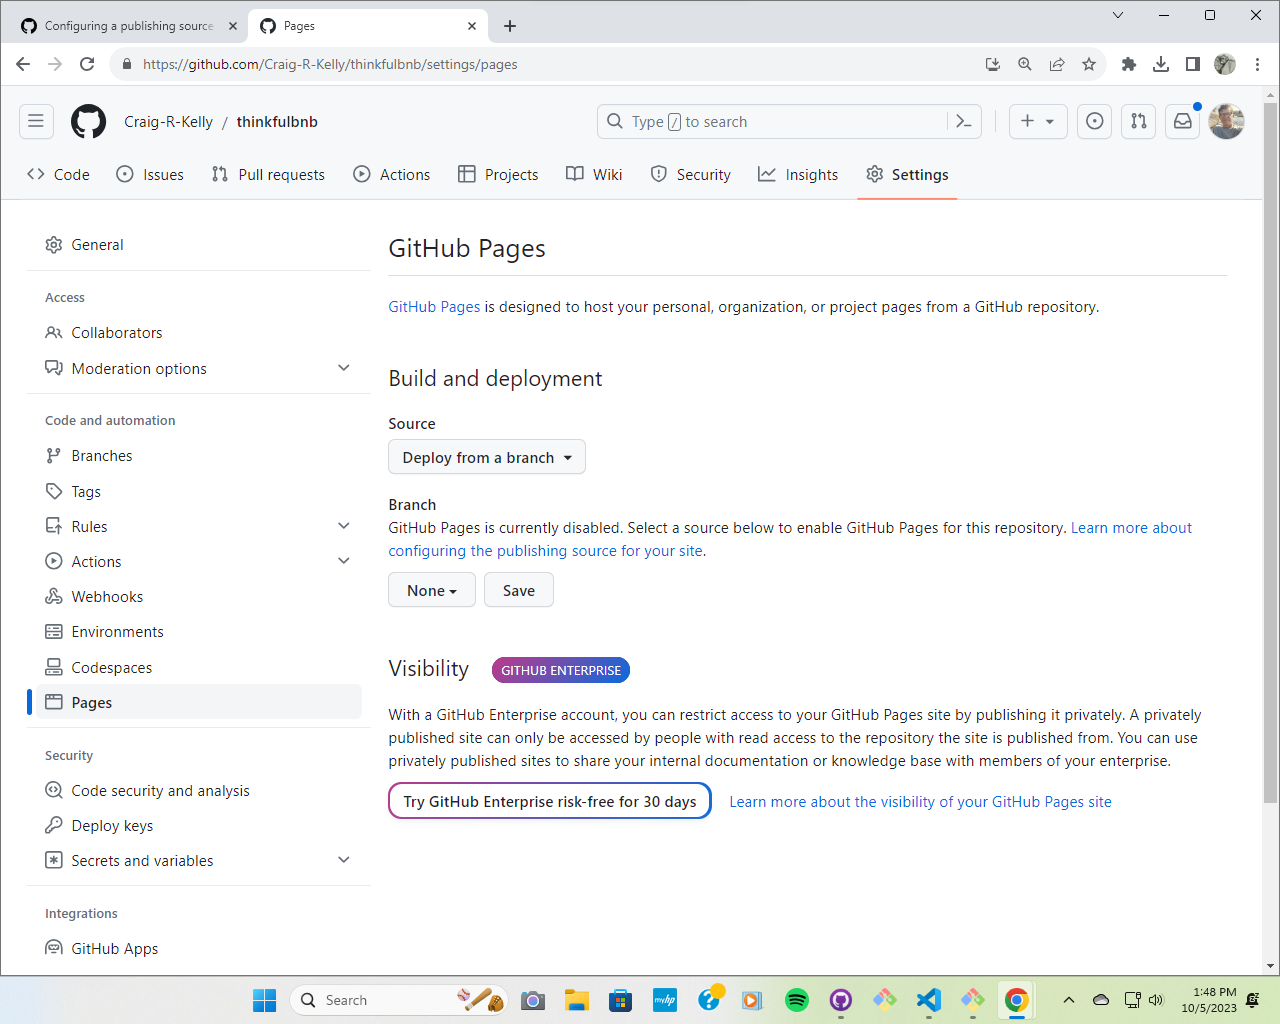 Configuring a publishing source
Pages
https://github.com/Craig-R-Kelly/thinkfulbnb/settings/pages
Craig-R-Kelly / thinkfulbnb
Type / to search
Code
Issues
Pull requests
Actions
Projects
Wiki
Security
Insights
Settings
General
Access
Collaborators
Moderation options
Code and automation
Branches
Tags
Rules
Actions
Webhooks
Environments
Codespaces
Pages
Security
Code security and analysis
Deploy keys
Secrets and variables
Integrations
GitHub Apps
GitHub Pages
GitHub Pages is designed to host your personal, organization, or project pages from a GitHub repository.
Build and deployment
Source
Deploy from a branch
Branch
GitHub Pages is currently disabled. Select a source below to enable GitHub Pages for this repository. Learn more about
configuring the publishing source for your site.
None
Save
Visibility
GITHUB ENTERPRISE
With a GitHub Enterprise account, you can restrict access to your GitHub Pages site by publishing it privately. A privately
published site can only be accessed by people with read access to the repository the site is published from. You can use
privately published sites to share your internal documentation or knowledge base with members of your enterprise.
Try GitHub Enterprise risk-free for 30 days
Learn more about the visibility of your GitHub Pages site
Search
myhp
1:48 PM
10/5/2023